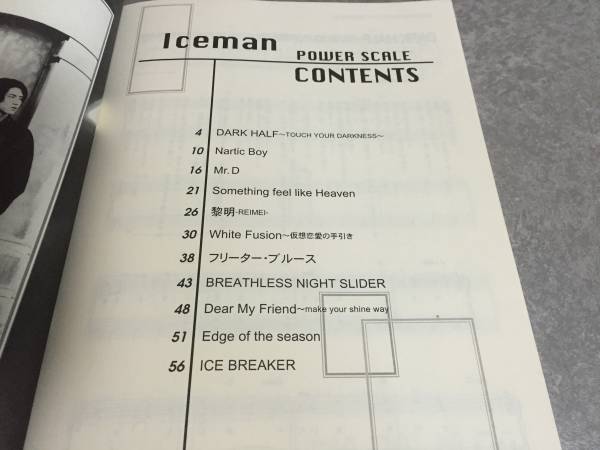 Iceman
POWER SCALE
CONTENTS
4 DARK HALF~TOUCH YOUR DARKNESS~
10 Nartic Boy
16 Mr. D
21 Something feel like Heaven
26 黎明-REIMEI-
30 White Fusion~仮想恋愛の手引き
38 フリーター・ブルース
43 BREATHLESS NIGHT SLIDER
48 Dear My Friend~make your shine way
51 Edge of the season
56 ICE BREAKER